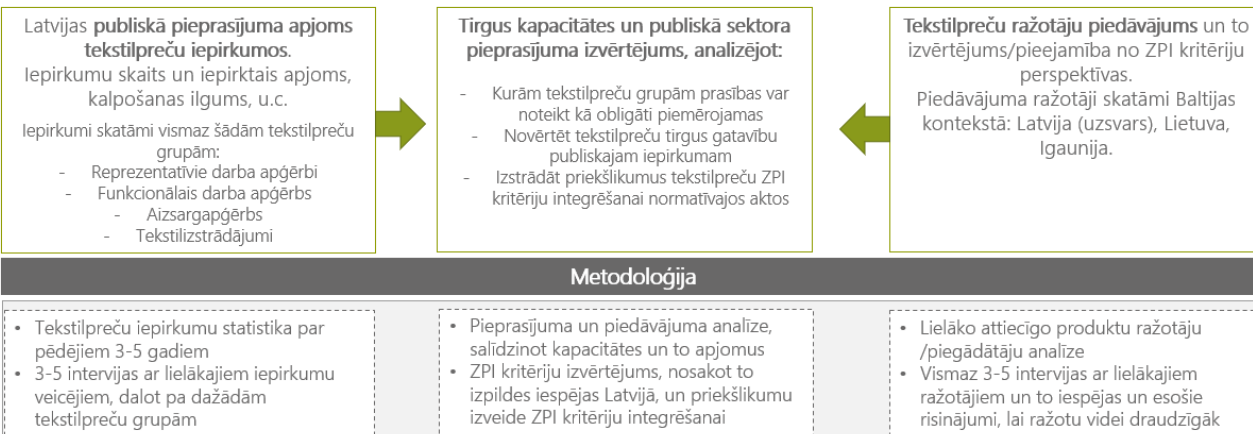 Latvijas publiskā pieprasījuma apjoms
tekstilpreču iepirkumos.
Iepirkumu skaits un iepirktais apjoms,
kalpošanas ilgums, u.c.
Iepirkumi skatāmi vismaz šādām tekstilpreču
grupām:
- Reprezentatīvie darba apģērbi
- Funkcionālais darba apģērbs
- Aizsargapģērbs
- Tekstilizstrādājumi
Tirgus kapacitātes un publiskā sektora
pieprasījuma izvērtējums, analizējot:
- Kurām tekstilpreču grupām prasības var
noteikt kā obligāti piemērojamas
- Novērtēt tekstilpreču tirgus gatavību
publiskajam iepirkumam
- Izstrādāt priekšlikumus tekstilpreču ZPI
kritēriju integrēšanai normatīvajos aktos
Tekstilpreču ražotāju piedāvājums un to
izvērtējums/pieejamība no ZPI kritēriju
perspektīvas.
Piedāvājuma ražotāji skatāmi Baltijas
kontekstā: Latvija (uzsvars), Lietuva,
Igaunija.
Metodoloģija
• Tekstilpreču iepirkumu statistika par
pēdējiem 3-5 gadiem
• 3-5 intervijas ar lielākajiem iepirkumu
veicējiem, dalot pa dažādām
tekstilpreču grupām
• Pieprasījuma un piedāvājuma analīze,
salīdzinot kapacitātes un to apjomus
• ZPI kritēriju izvērtējums, nosakot to
izpildes iespējas Latvijā, un priekšlikumu
izveide ZPI kritēriju integrēšanai
• Lielāko attiecīgo produktu ražotāju
/piegādātāju analīze
• Vismaz 3-5 intervijas ar lielākajiem
ražotājiem un to iespējas un esošie
risinājumi, lai ražotu videi draudzīgāk